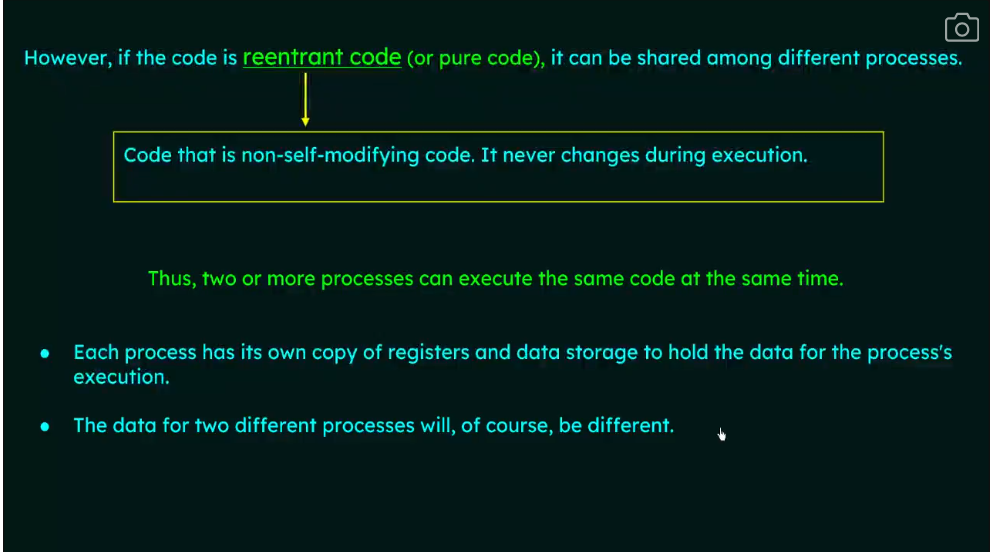 However, if the code is reentrant code (or pure code), it can be shared among different processes.
Code that is non-self-modifying code. It never changes during execution.
Thus, two or more processes can execute the same code at the same time.
● Each process has its own copy of registers and data storage to hold the data for the process's
execution.
● The data for two different processes will, of course, be different.